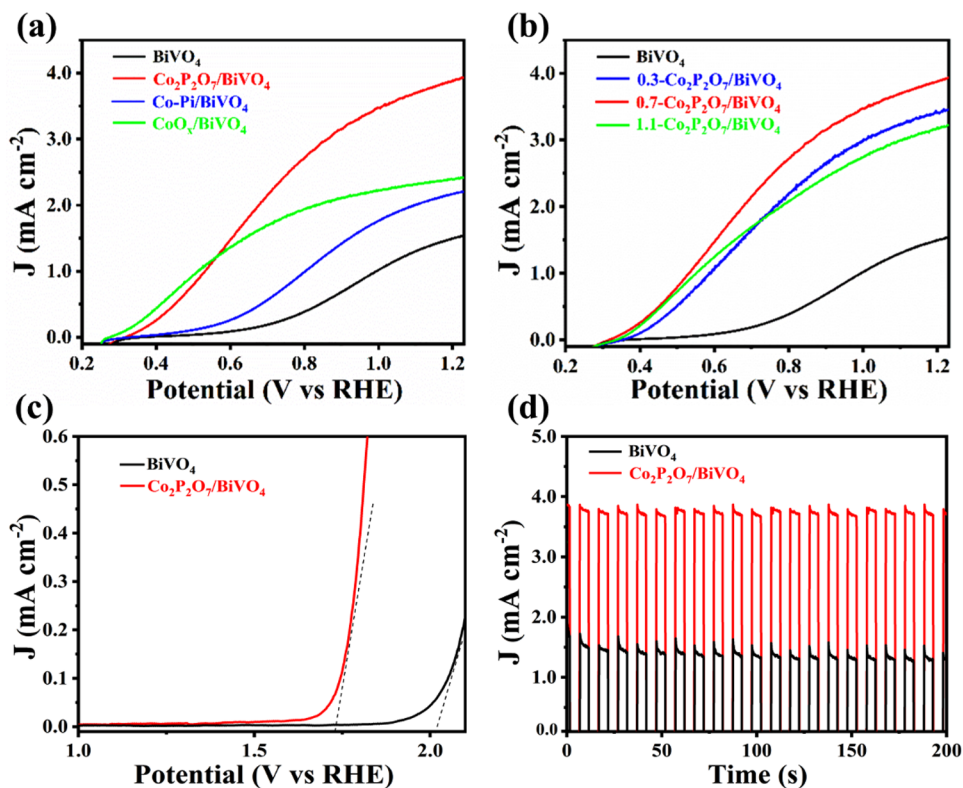 (a)
BiVO₄
Co₂P₂O₇/BiVO₄
Co-Pi/BiVO₄
CoOₓ/BiVO₄
J (mA cm⁻²)
4.0
3.0
2.0
1.0
0.0
0.2 0.4 0.6 0.8 1.0 1.2
Potential (V vs RHE)
(b)
BiVO₄
0.3-Co₂P₂O₇/BiVO₄
0.7-Co₂P₂O₇/BiVO₄
1.1-Co₂P₂O₇/BiVO₄
J (mA cm⁻²)
4.0
3.0
2.0
1.0
0.0
0.2 0.4 0.6 0.8 1.0 1.2
Potential (V vs RHE)
(c)
BiVO₄
Co₂P₂O₇/BiVO₄
J (mA cm⁻²)
0.6
0.5
0.4
0.3
0.2
0.1
0.0
1.0 1.5 2.0
Potential (V vs RHE)
(d)
BiVO₄
Co₂P₂O₇/BiVO₄
J (mA cm⁻²)
5.0
4.0
3.0
2.0
1.0
0.0
0 50 100 150 200
Time (s)